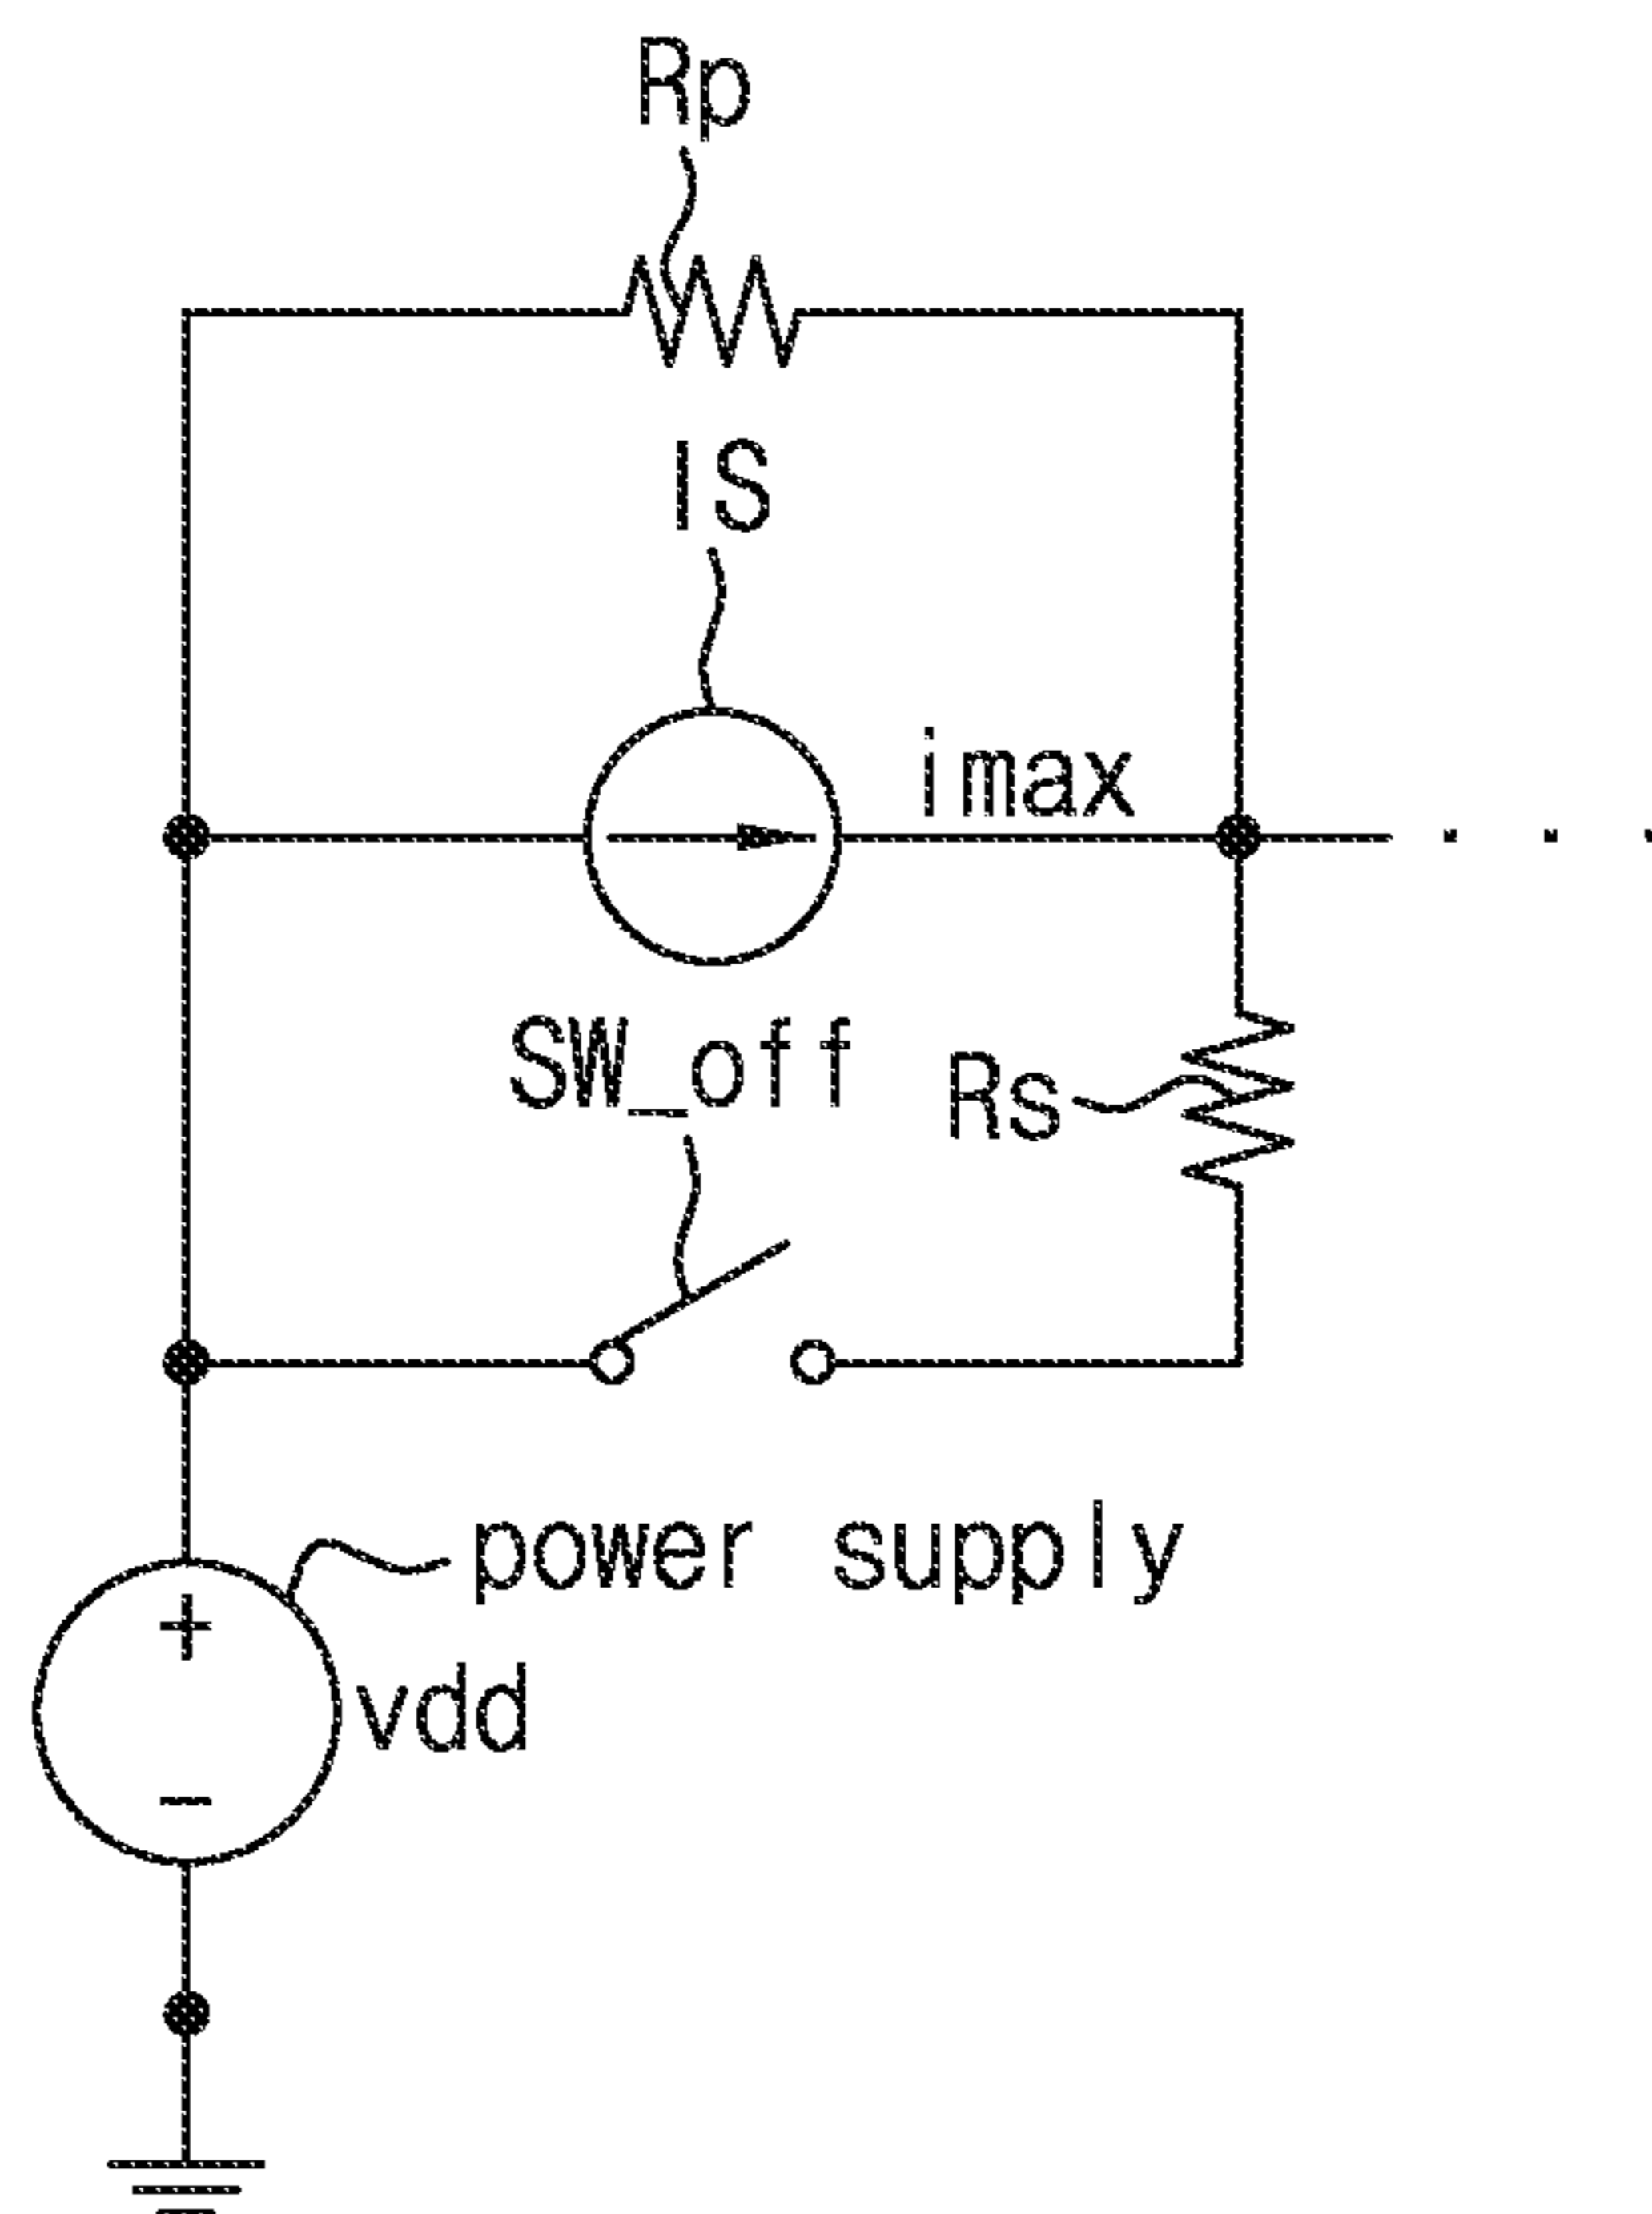 Rp
IS
imax
SW_off
Rs
power supply
+
vdd
−